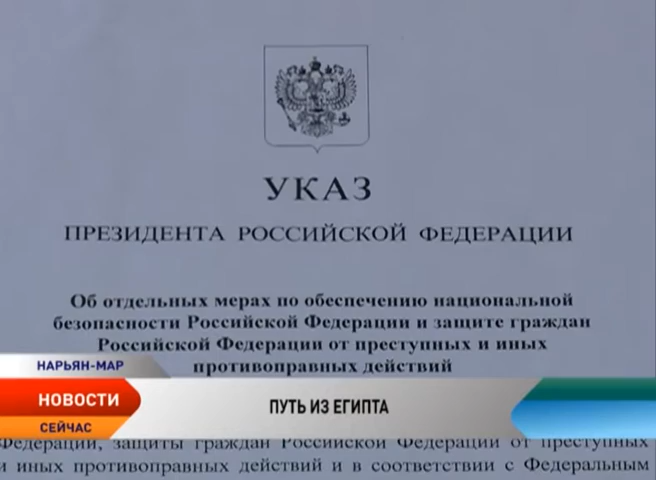 УКАЗ
ПРЕЗИДЕНТА РОССИЙСКОЙ ФЕДЕРАЦИИ
Об отдельных мерах по обеспечению национальной
безопасности Российской Федерации и защите граждан
Российской Федерации от преступных и иных
противоправных действий
НАРЬЯН-МАР
НОВОСТИ
ПУТЬ ИЗ ЕГИПТА
СЕЙЧАС
Федерации, защиты граждан Российской Федерации от преступных
и иных противоправных действий и в соответствии с Федеральным